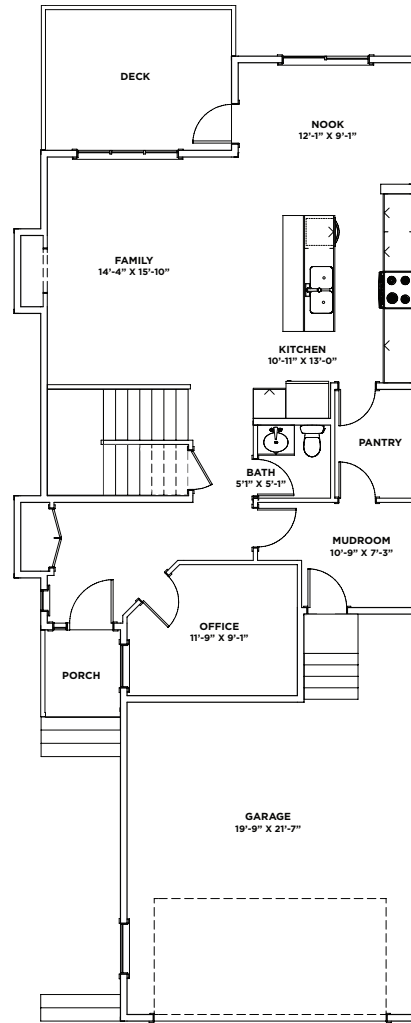 DECK
NOOK
12'-1" X 9'-1"
FAMILY
14'-4" X 15'-10"
KITCHEN
10'-11" X 13'-0"
PANTRY
BATH
5'1" X 5'-1"
MUDROOM
10'-9" X 7'-3"
OFFICE
11'-9" X 9'-1"
PORCH
GARAGE
19'-9" X 21'-7"